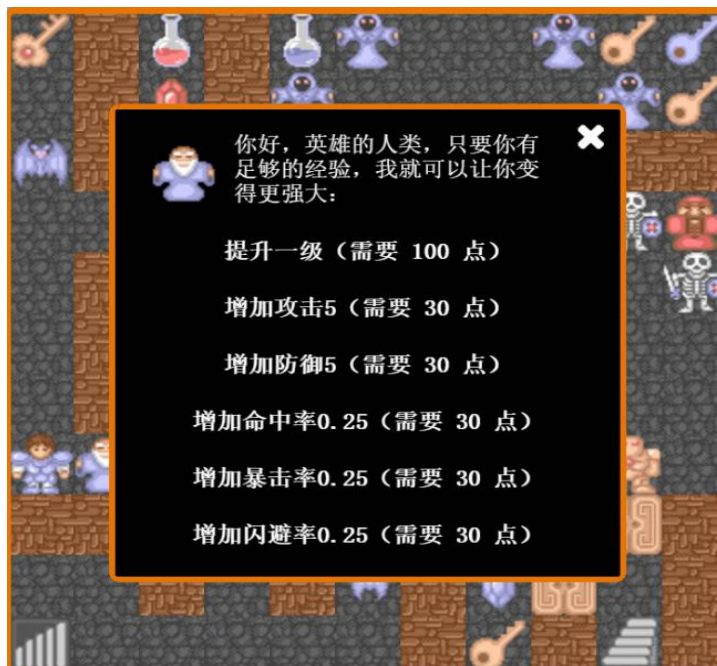 你好，英雄的人类，只要你有
足够的经验，我就可以让你变
得更强大：
提升一级（需要 100 点）
增加攻击5（需要 30 点）
增加防御5（需要 30 点）
增加命中率0.25（需要 30 点）
增加暴击率0.25（需要 30 点）
增加闪避率0.25（需要 30 点）